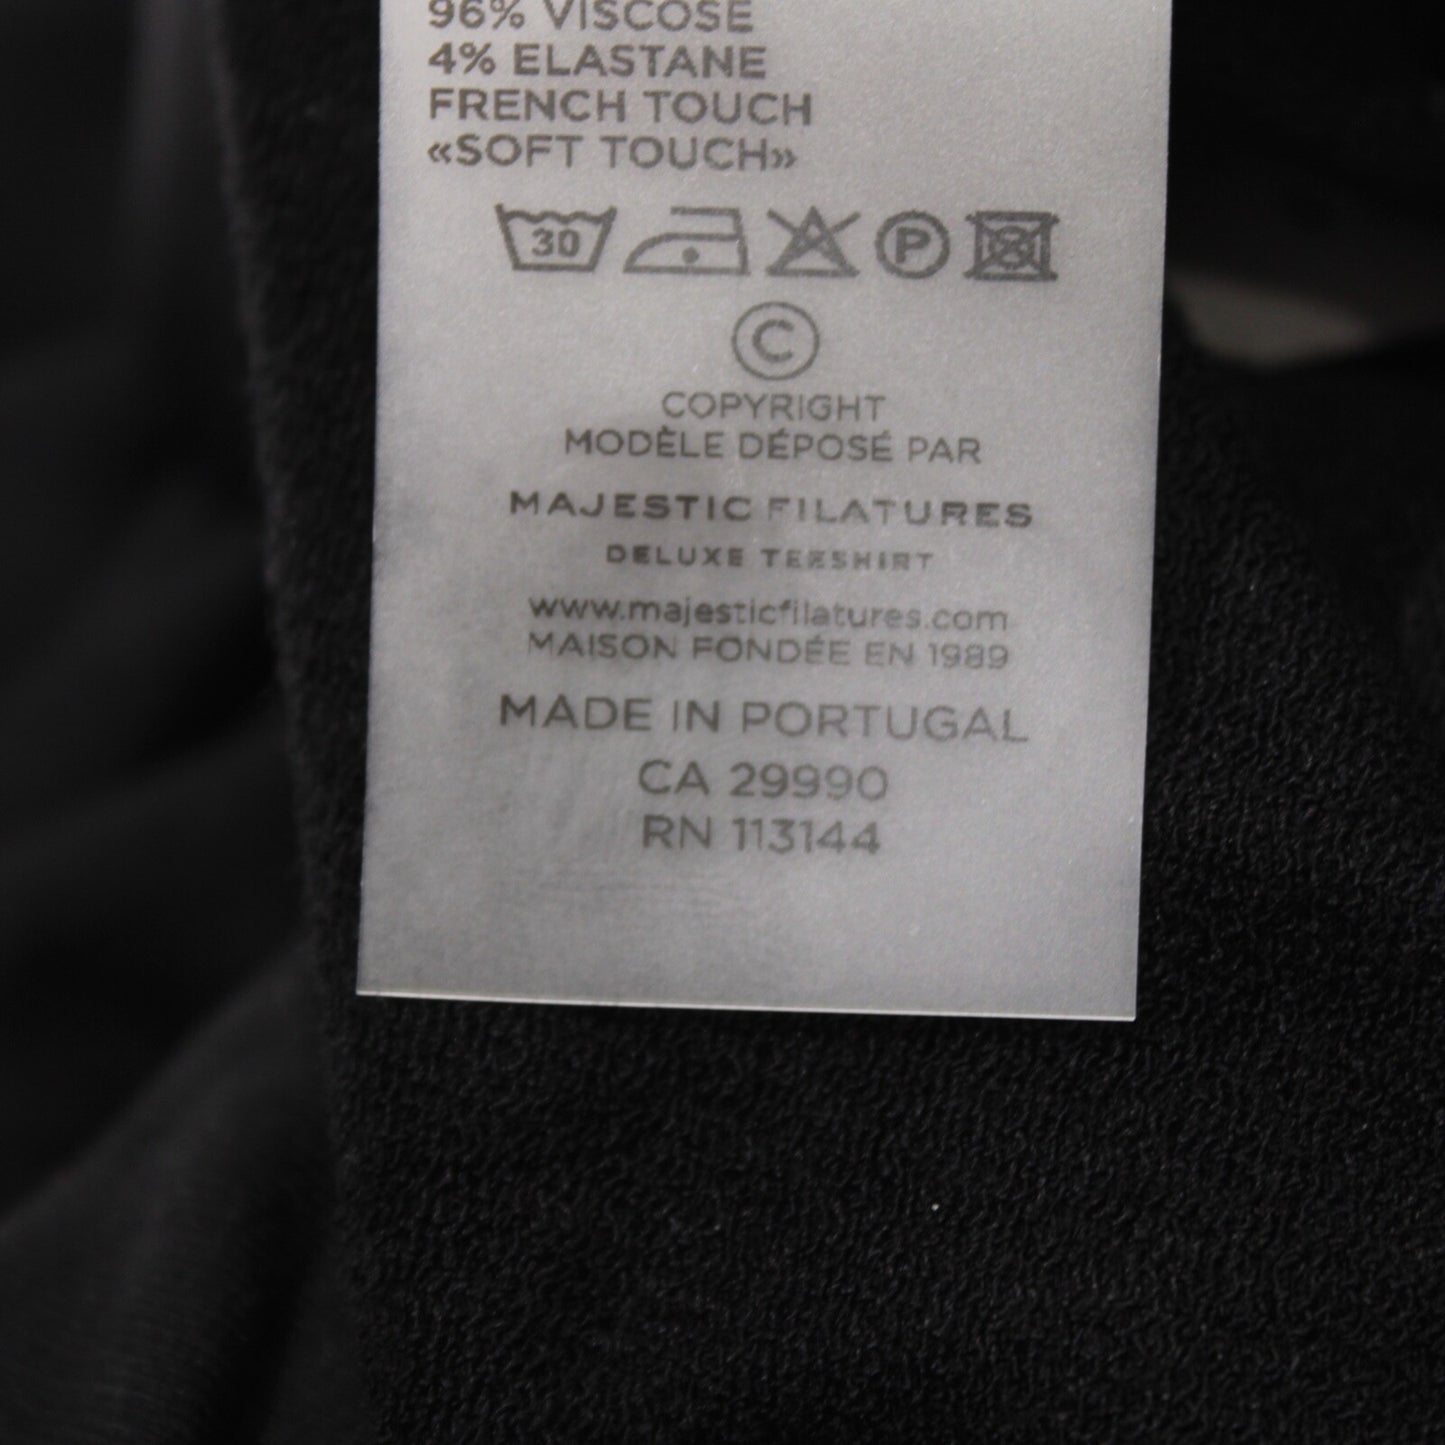 96% VISCOSE
4% ELASTANE
FRENCH TOUCH
«SOFT TOUCH»
30 P
©
COPYRIGHT
MODÈLE DÉPOSÉ PAR
MAJESTIC FILATURES
DELUXE TEESHIRT
www.majesticfilatures.com
MAISON FONDÉE EN 1989
MADE IN PORTUGAL
CA 29990
RN 113144